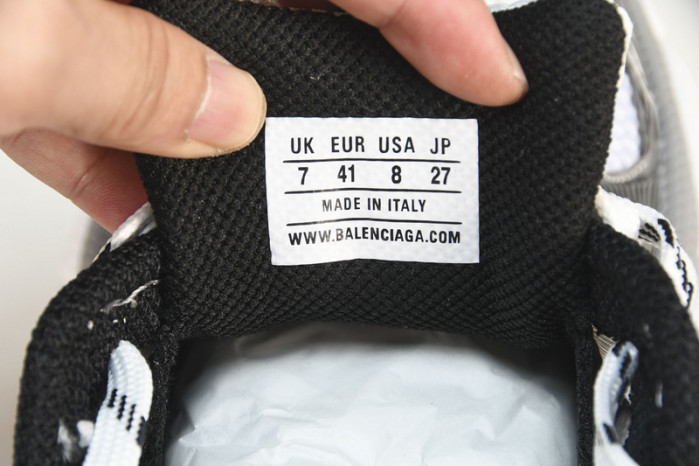 UK EUR USA JP
7 41 8 27
MADE IN ITALY
WWW.BALENCIAGA.COM